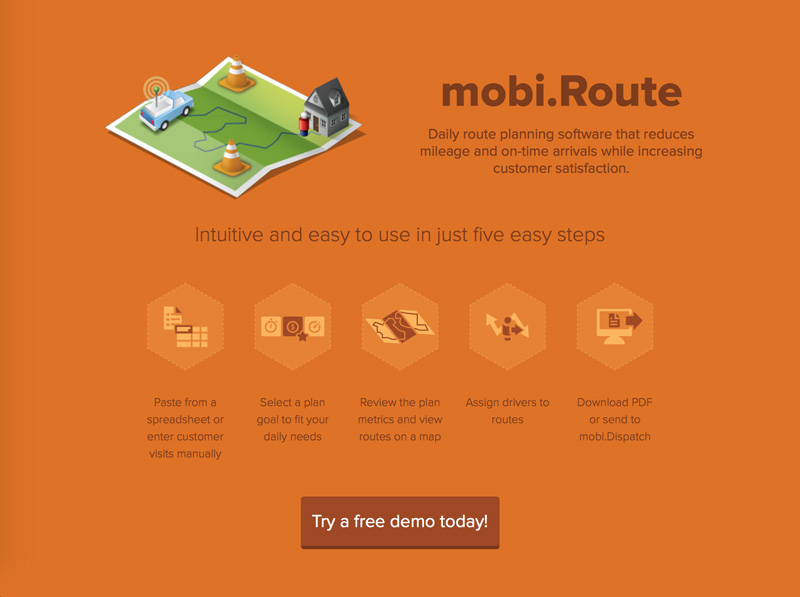 mobi.Route
Daily route planning software that reduces
mileage and on-time arrivals while increasing
customer satisfaction.
Intuitive and easy to use in just five easy steps
Paste from a
spreadsheet or
enter customer
visits manually
Select a plan
goal to fit your
daily needs
Review the plan
metrics and view
routes on a map
Assign drivers to
routes
Download PDF
or send to
mobi.Dispatch
Try a free demo today!